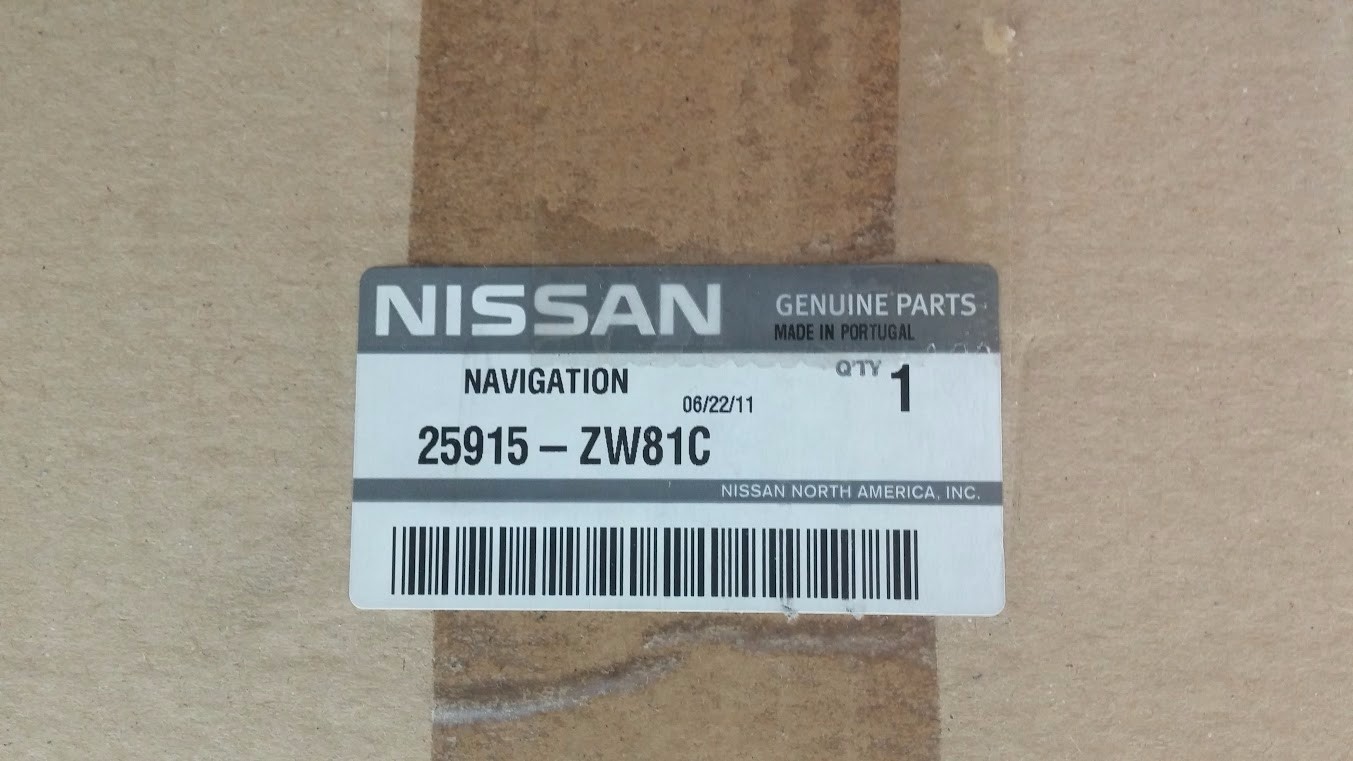 NISSAN GENUINE PARTS
MADE IN PORTUGAL
NAVIGATION Q'TY 1
06/22/11
25915 – ZW81C
NISSAN NORTH AMERICA, INC.